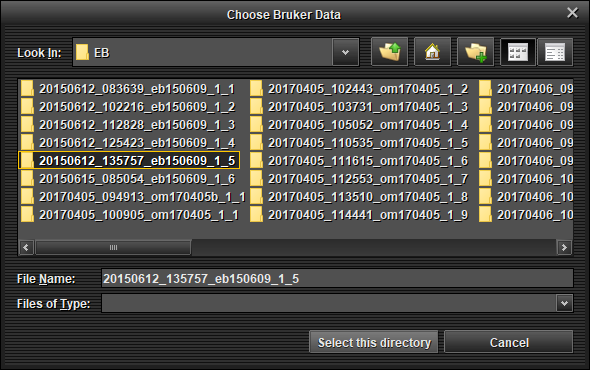 Choose Bruker Data
Look In: EB
20150612_083639_eb150609_1_1
20150612_102216_eb150609_1_2
20150612_112828_eb150609_1_3
20150612_125423_eb150609_1_4
20150612_135757_eb150609_1_5
20150615_085054_eb150609_1_6
20170405_094913_om170405b_1_1
20170405_100905_om170405_1_1
20170405_102443_om170405_1_2
20170405_103731_om170405_1_3
20170405_105052_om170405_1_4
20170405_110535_om170405_1_5
20170405_111615_om170405_1_6
20170405_112553_om170405_1_7
20170405_113510_om170405_1_8
20170405_114441_om170405_1_9
20170406_09
20170406_09
20170406_09
20170406_09
20170406_09
20170406_10
20170406_10
20170406_10
File Name: 20150612_135757_eb150609_1_5
Files of Type:
Select this directory
Cancel